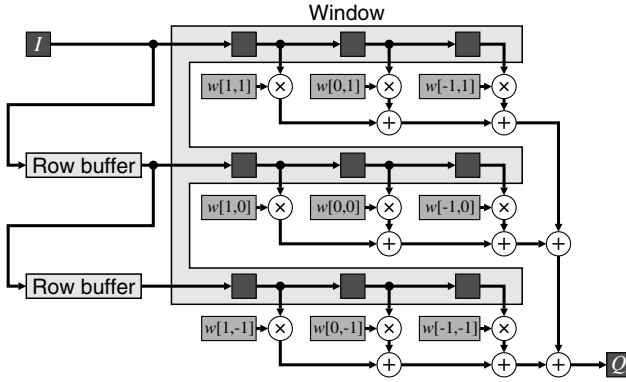 Window
I
w[1,1] × w[0,1] × w[-1,1] ×
+ +
Row buffer
w[1,0] × w[0,0] × w[-1,0] ×
+ + +
Row buffer
w[1,-1] × w[0,-1] × w[-1,-1] ×
+ + + Q